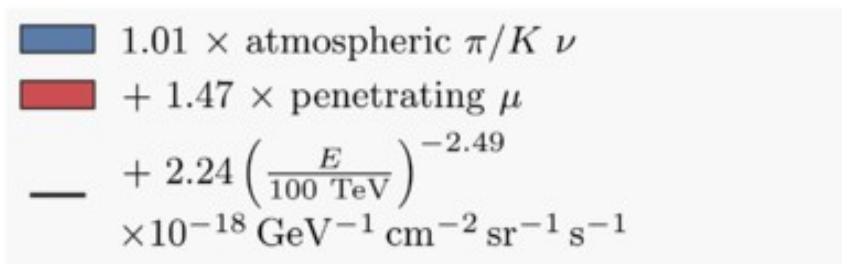 1.01 × atmospheric π/K ν
+ 1.47 × penetrating μ
+ 2.24 (E / 100 TeV)^−2.49
×10^−18 GeV^−1 cm^−2 sr^−1 s^−1